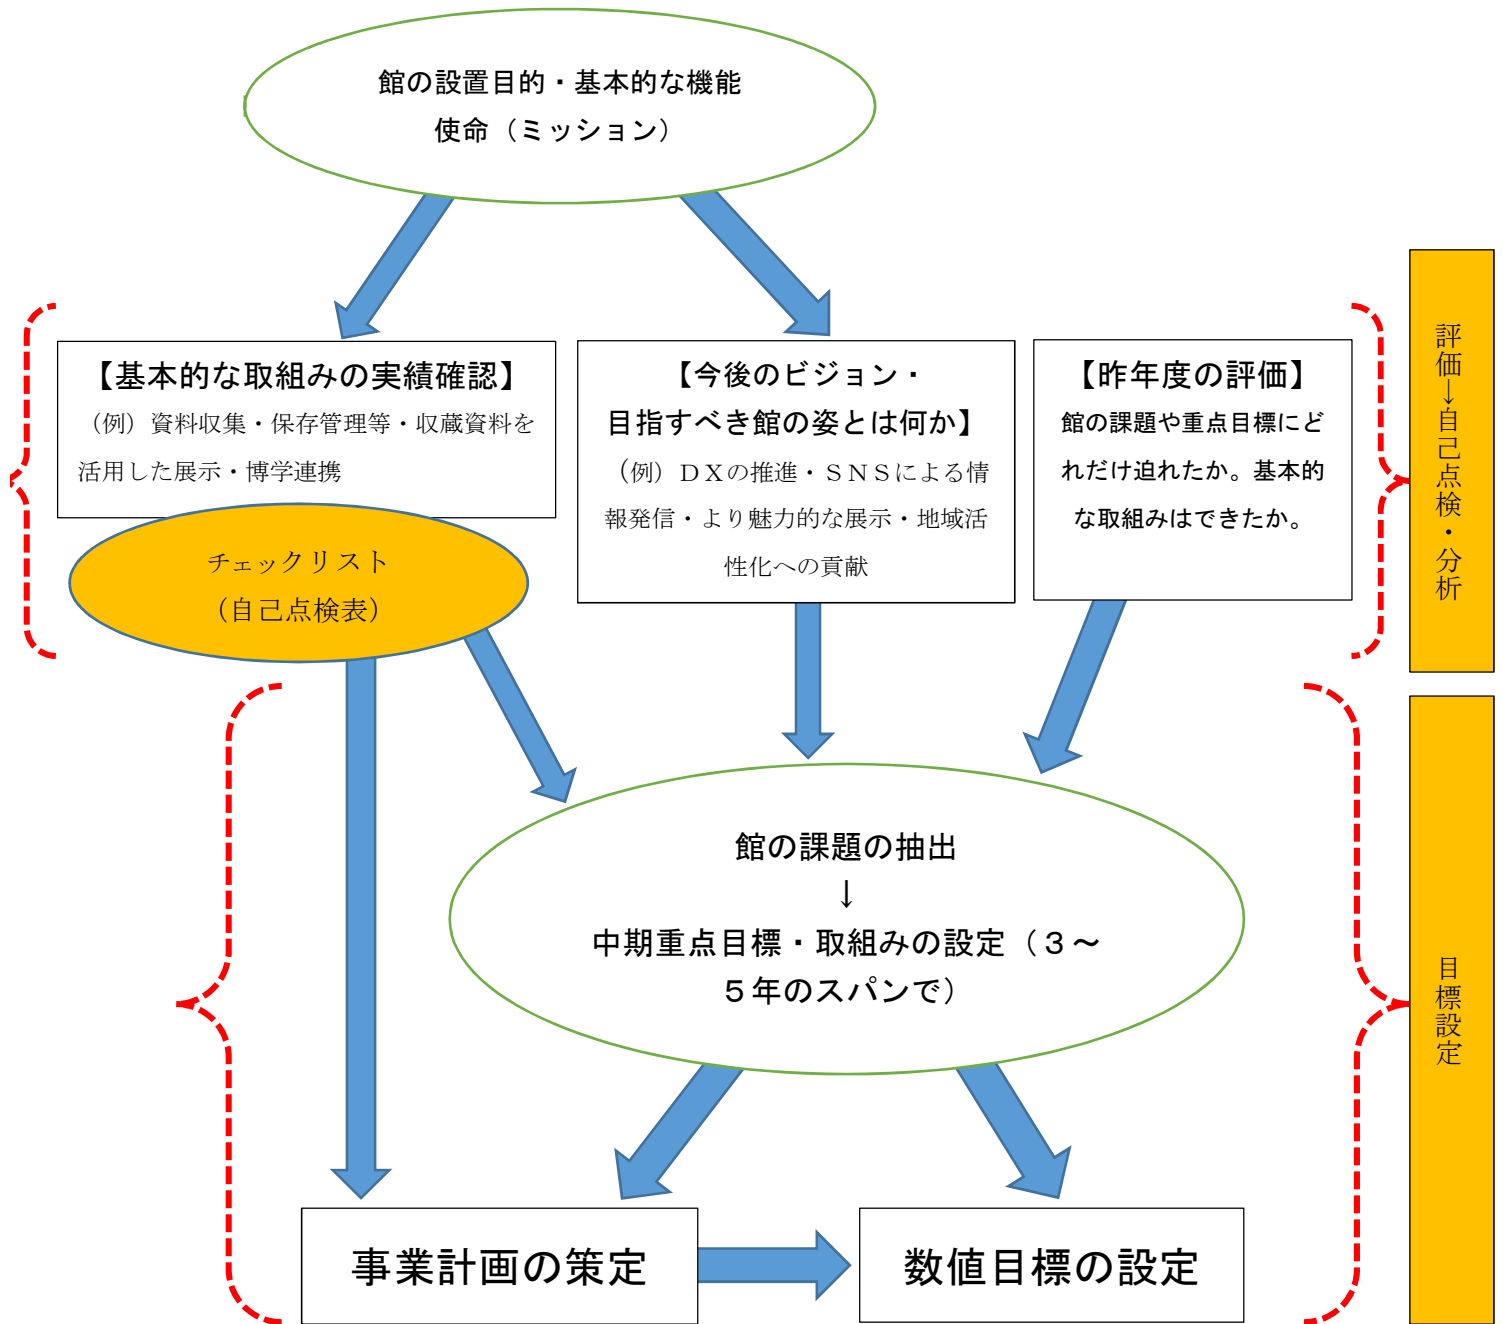 館の設置目的・基本的な機能
使命（ミッション）
【基本的な取組みの実績確認】
（例）資料収集・保存管理等・収蔵資料を
活用した展示・博学連携
チェックリスト
（自己点検表）
【今後のビジョン・
目指すべき館の姿とは何か】
（例）ＤＸの推進・ＳＮＳによる情
報発信・より魅力的な展示・地域活
性化への貢献
【昨年度の評価】
館の課題や重点目標にど
れだけ迫れたか。基本的
な取組みはできたか。
評価→自己点検・分析
館の課題の抽出
↓
中期重点目標・取組みの設定（３～
５年のスパンで）
目標設定
事業計画の策定
数値目標の設定